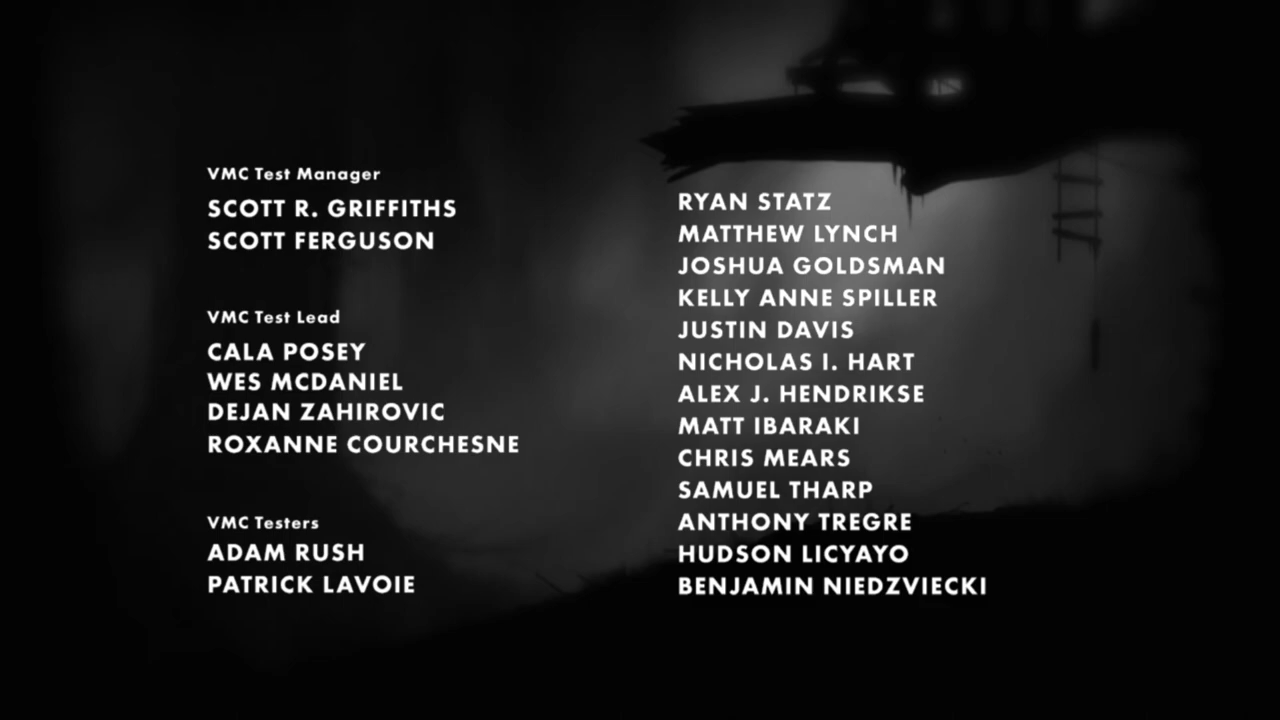 VMC Test Manager
SCOTT R. GRIFFITHS
SCOTT FERGUSON
VMC Test Lead
CALA POSEY
WES MCDANIEL
DEJAN ZAHIROVIC
ROXANNE COURCHESNE
VMC Testers
ADAM RUSH
PATRICK LAVOIE
RYAN STATZ
MATTHEW LYNCH
JOSHUA GOLDSMAN
KELLY ANNE SPILLER
JUSTIN DAVIS
NICHOLAS I. HART
ALEX J. HENDRIKSE
MATT IBARAKI
CHRIS MEARS
SAMUEL THARP
ANTHONY TREGRE
HUDSON LICYAYO
BENJAMIN NIEDZVIECKI